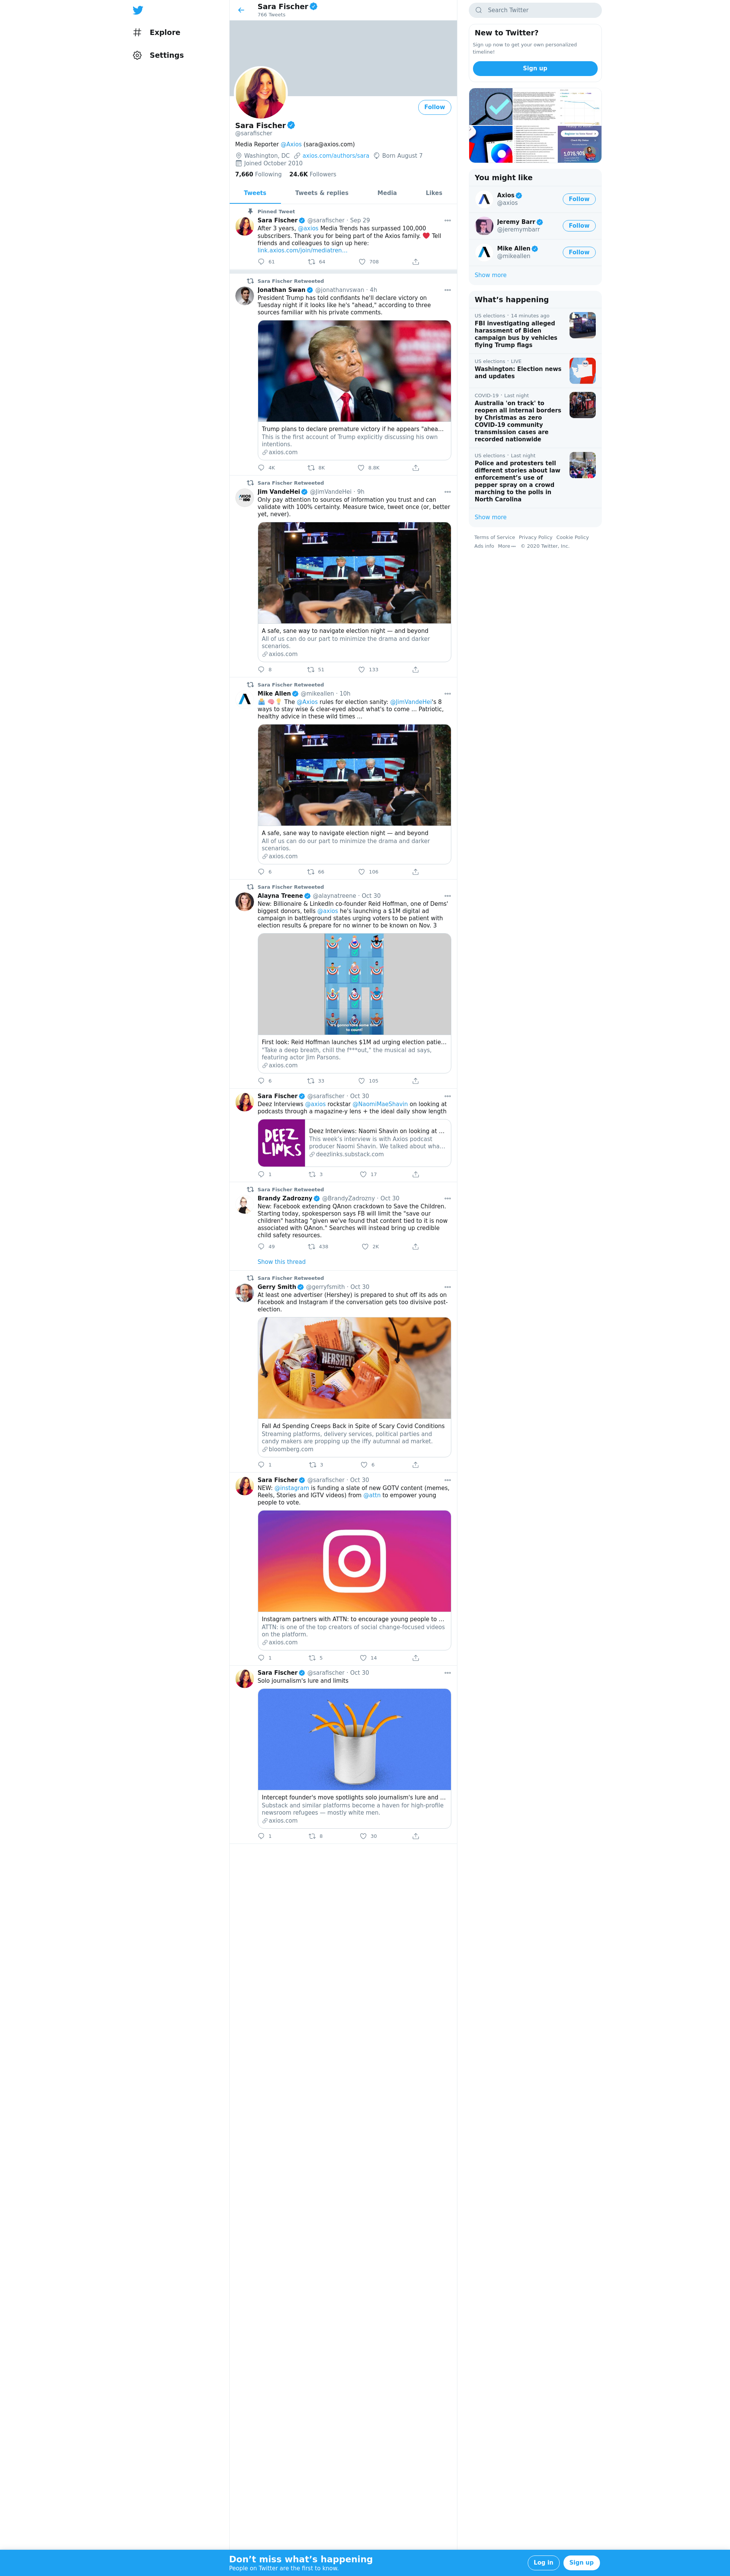 Explore
Settings
Sara Fischer
766 Tweets
Follow
Sara Fischer
@sarafischer
Media Reporter @Axios (sara@axios.com)
Washington, DC axios.com/authors/sara Born August 7
Joined October 2010
7,660 Following 24.6K Followers
Tweets Tweets & replies Media Likes
Pinned Tweet
Sara Fischer @sarafischer · Sep 29
After 3 years, @axios Media Trends has surpassed 100,000
subscribers. Thank you for being part of the Axios family. ❤️ Tell
friends and colleagues to sign up here:
link.axios.com/join/mediatren…
61 64 708
Sara Fischer Retweeted
Jonathan Swan @jonathanvswan · 4h
President Trump has told confidants he'll declare victory on
Tuesday night if it looks like he's "ahead," according to three
sources familiar with his private comments.
Trump plans to declare premature victory if he appears "ahea…
This is the first account of Trump explicitly discussing his own
intentions.
axios.com
4K 8K 8.8K
Sara Fischer Retweeted
Jim VandeHei @JimVandeHei · 9h
Only pay attention to sources of information you trust and can
validate with 100% certainty. Measure twice, tweet once (or, better
yet, never).
A safe, sane way to navigate election night — and beyond
All of us can do our part to minimize the drama and darker
scenarios.
axios.com
8 51 133
Sara Fischer Retweeted
Mike Allen @mikeallen · 10h
The @Axios rules for election sanity: @JimVandeHei's 8
ways to stay wise & clear-eyed about what's to come ... Patriotic,
healthy advice in these wild times ...
A safe, sane way to navigate election night — and beyond
All of us can do our part to minimize the drama and darker
scenarios.
axios.com
6 66 106
Sara Fischer Retweeted
Alayna Treene @alaynatreene · Oct 30
New: Billionaire & LinkedIn co-founder Reid Hoffman, one of Dems'
biggest donors, tells @axios he's launching a $1M digital ad
campaign in battleground states urging voters to be patient with
election results & prepare for no winner to be known on Nov. 3
It's gonna take some time
to count!
First look: Reid Hoffman launches $1M ad urging election patie…
"Take a deep breath, chill the f***out," the musical ad says,
featuring actor Jim Parsons.
axios.com
6 33 105
Sara Fischer @sarafischer · Oct 30
Deez Interviews @axios rockstar @NaomiMaeShavin on looking at
podcasts through a magazine-y lens + the ideal daily show length
DEEZ
LINKS
Deez Interviews: Naomi Shavin on looking at …
This week's interview is with Axios podcast
producer Naomi Shavin. We talked about wha…
deezlinks.substack.com
1 3 17
Sara Fischer Retweeted
Brandy Zadrozny @BrandyZadrozny · Oct 30
New: Facebook extending QAnon crackdown to Save the Children.
Starting today, spokesperson says FB will limit the "save our
children" hashtag "given we've found that content tied to it is now
associated with QAnon." Searches will instead bring up credible
child safety resources.
49 438 2K
Show this thread
Sara Fischer Retweeted
Gerry Smith @gerryfsmith · Oct 30
At least one advertiser (Hershey) is prepared to shut off its ads on
Facebook and Instagram if the conversation gets too divisive post-
election.
HERSHEY
Fall Ad Spending Creeps Back in Spite of Scary Covid Conditions
Streaming platforms, delivery services, political parties and
candy makers are propping up the iffy autumnal ad market.
bloomberg.com
1 3 6
Sara Fischer @sarafischer · Oct 30
NEW: @instagram is funding a slate of new GOTV content (memes,
Reels, Stories and IGTV videos) from @attn to empower young
people to vote.
Instagram partners with ATTN: to encourage young people to …
ATTN: is one of the top creators of social change-focused videos
on the platform.
axios.com
1 5 14
Sara Fischer @sarafischer · Oct 30
Solo journalism's lure and limits
Intercept founder's move spotlights solo journalism's lure and …
Substack and similar platforms become a haven for high-profile
newsroom refugees — mostly white men.
axios.com
1 8 30
Search Twitter
New to Twitter?
Sign up now to get your own personalized
timeline!
Sign up
You might like
Axios
@axios
Follow
Jeremy Barr
@jeremymbarr
Follow
Mike Allen
@mikeallen
Follow
Show more
What's happening
US elections · 14 minutes ago
FBI investigating alleged
harassment of Biden
campaign bus by vehicles
flying Trump flags
US elections · LIVE
Washington: Election news
and updates
COVID-19 · Last night
Australia 'on track' to
reopen all internal borders
by Christmas as zero
COVID-19 community
transmission cases are
recorded nationwide
US elections · Last night
Police and protesters tell
different stories about law
enforcement's use of
pepper spray on a crowd
marching to the polls in
North Carolina
Show more
Terms of Service Privacy Policy Cookie Policy
Ads info More © 2020 Twitter, Inc.
Don't miss what's happening
People on Twitter are the first to know.
Log in Sign up